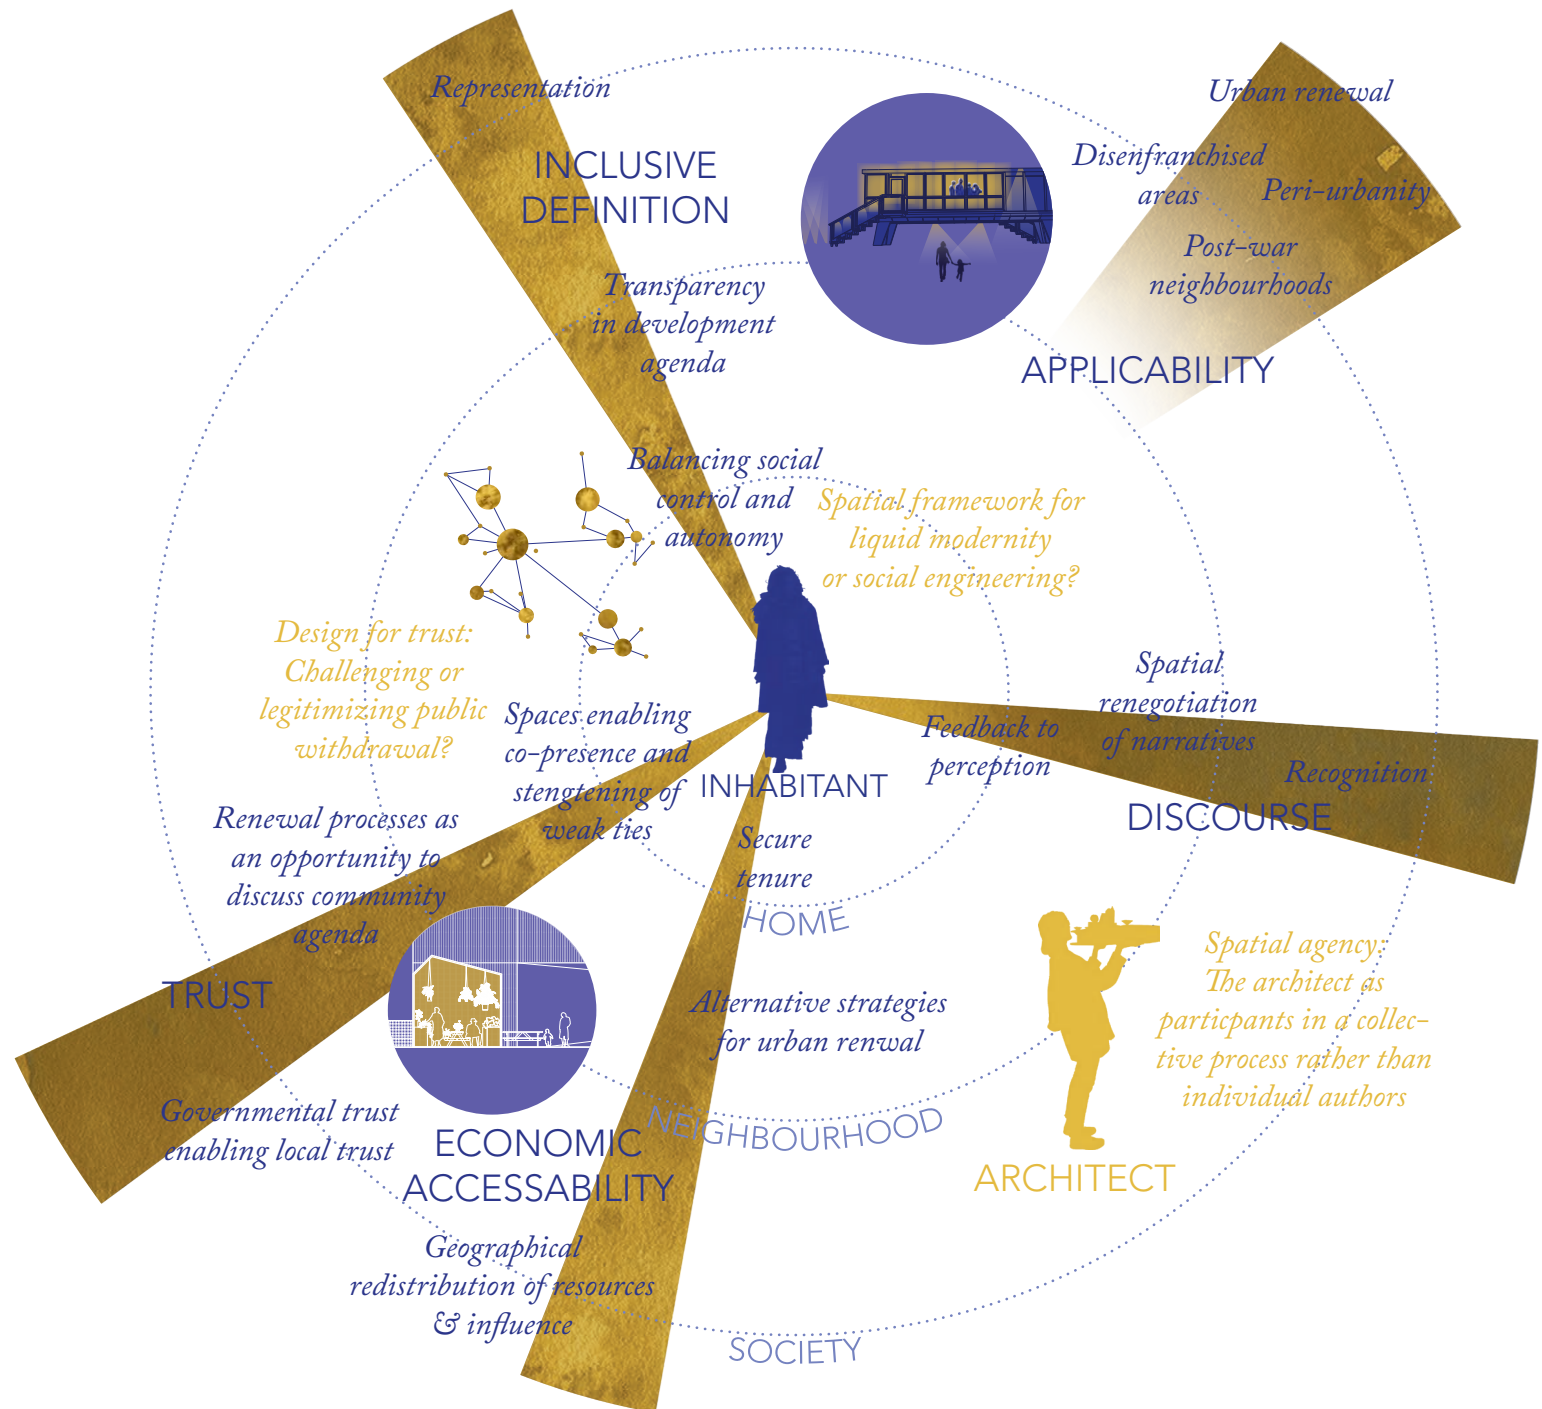 Representation
INCLUSIVE
DEFINITION
Transparency
in development
agenda
Balancing social
control and
autonomy
Urban renewal
Disenfranchised
areas
Peri-urbanity
Post-war
neighbourhoods
APPLICABILITY
Spatial framework for
liquid modernity
or social engineering?
Design for trust:
Challenging or
legitimizing public
withdrawal?
Spaces enabling
co-presence and
stengtening of
weak ties
INHABITANT
Feedback to
perception
Spatial
renegotiation
of narratives
Recognition
DISCOURSE
Renewal processes as
an opportunity to
discuss community
agenda
TRUST
Governmental trust
enabling local trust
Secure
tenure
HOME
Alternative strategies
for urban renwal
NEIGHBOURHOOD
ECONOMIC
ACCESSABILITY
Geographical
redistribution of resources
& influence
SOCIETY
Spatial agency:
The architect as
particpants in a collec-
tive process rather than
individual authors
ARCHITECT